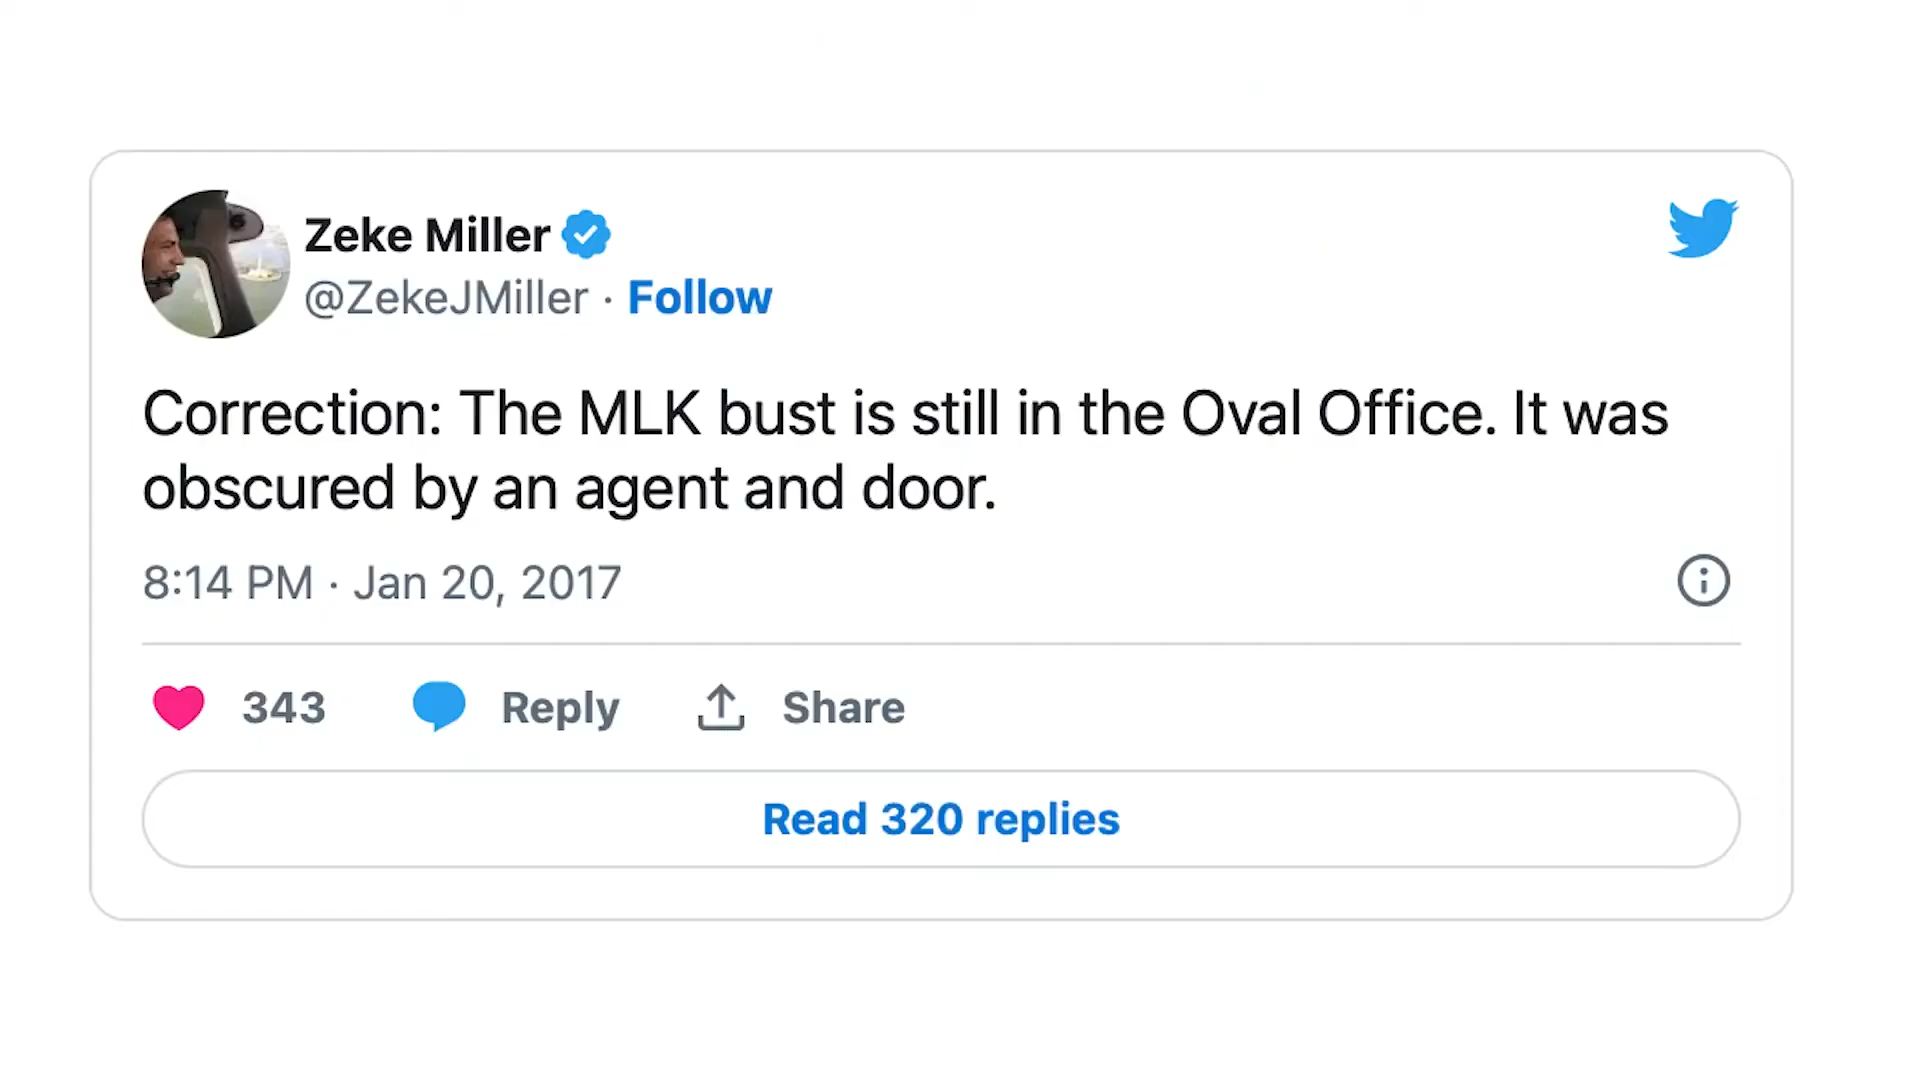 Zeke Miller
@ZekeJMiller · Follow
Correction: The MLK bust is still in the Oval Office. It was
obscured by an agent and door.
8:14 PM · Jan 20, 2017
343 Reply Share
Read 320 replies